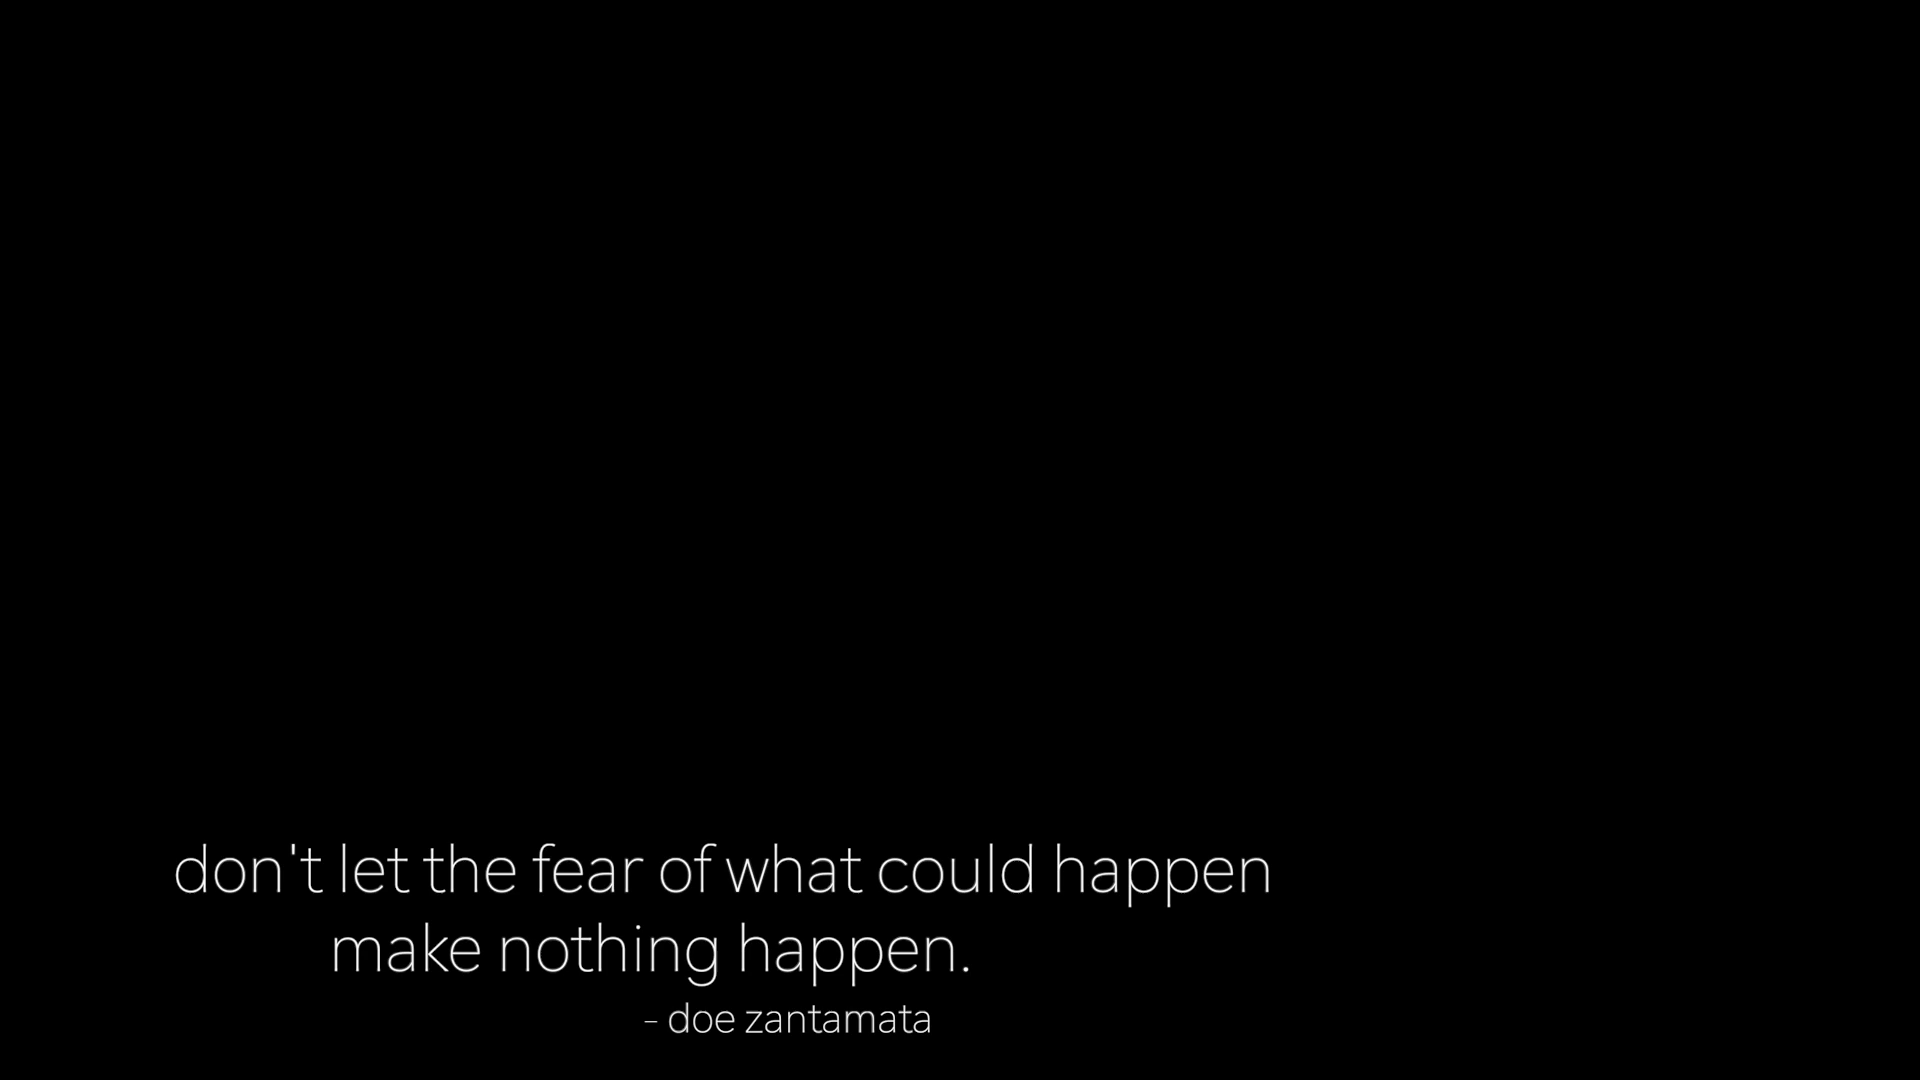 don't let the fear of what could happen
make nothing happen.
- doe zantamata